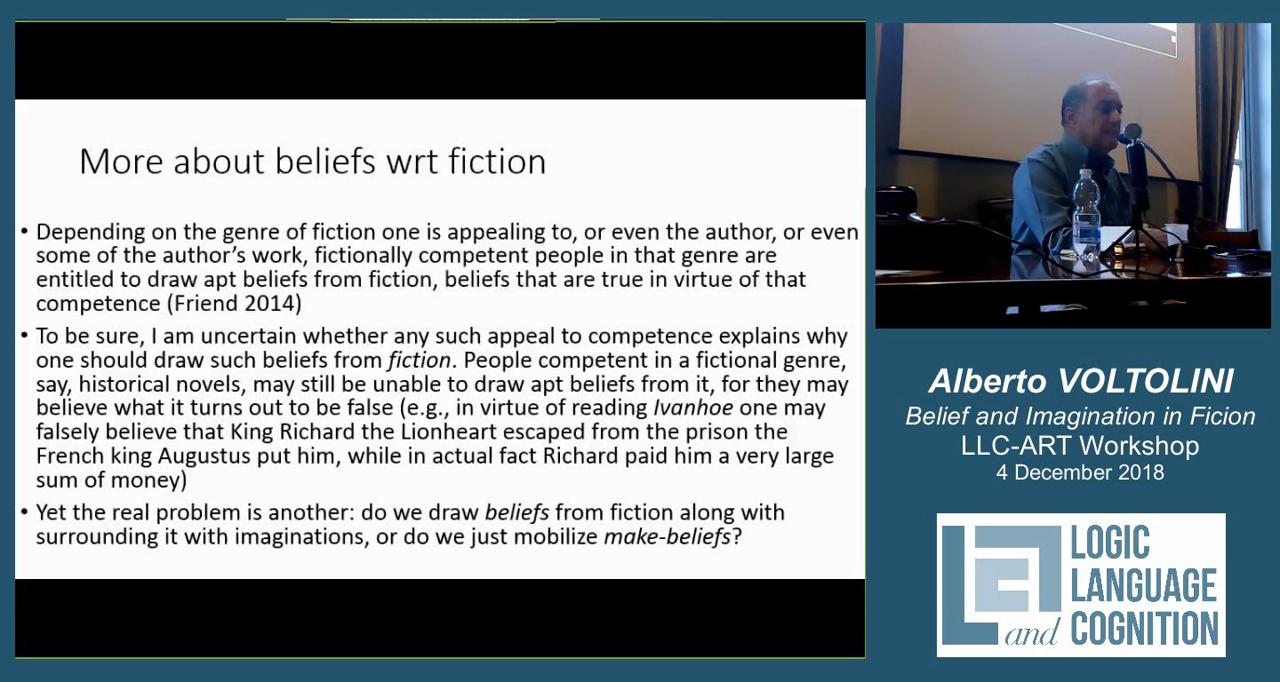 More about beliefs wrt fiction
• Depending on the genre of fiction one is appealing to, or even the author, or even
some of the author's work, fictionally competent people in that genre are
entitled to draw apt beliefs from fiction, beliefs that are true in virtue of that
competence (Friend 2014)
• To be sure, I am uncertain whether any such appeal to competence explains why
one should draw such beliefs from fiction. People competent in a fictional genre,
say, historical novels, may still be unable to draw apt beliefs from it, for they may
believe what it turns out to be false (e.g., in virtue of reading Ivanhoe one may
falsely believe that King Richard the Lionheart escaped from the prison the
French king Augustus put him, while in actual fact Richard paid him a very large
sum of money)
• Yet the real problem is another: do we draw beliefs from fiction along with
surrounding it with imaginations, or do we just mobilize make-beliefs?
Alberto VOLTOLINI
Belief and Imagination in Ficion
LLC-ART Workshop
4 December 2018
LOGIC
LANGUAGE
and COGNITION